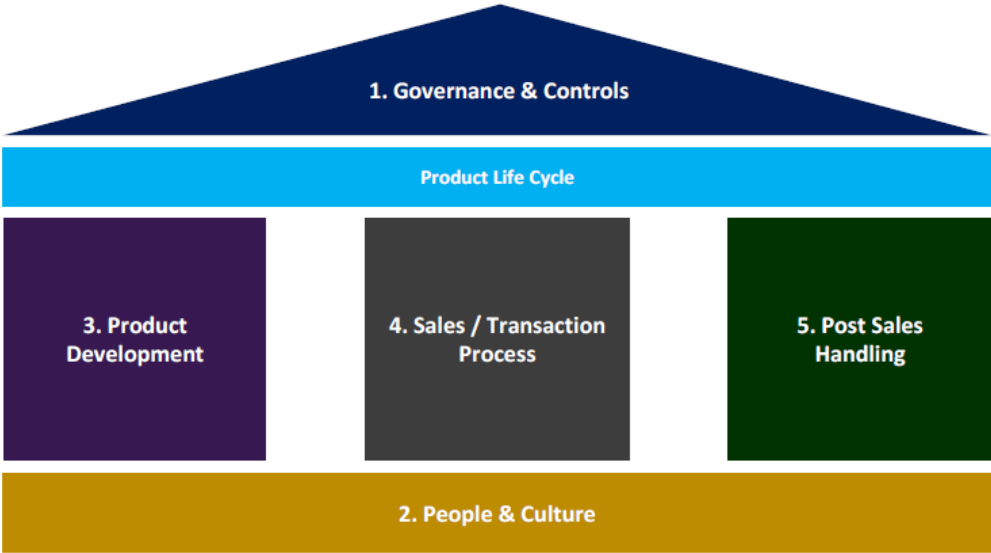 1. Governance & Controls
Product Life Cycle
3. Product
Development
4. Sales / Transaction
Process
5. Post Sales
Handling
2. People & Culture